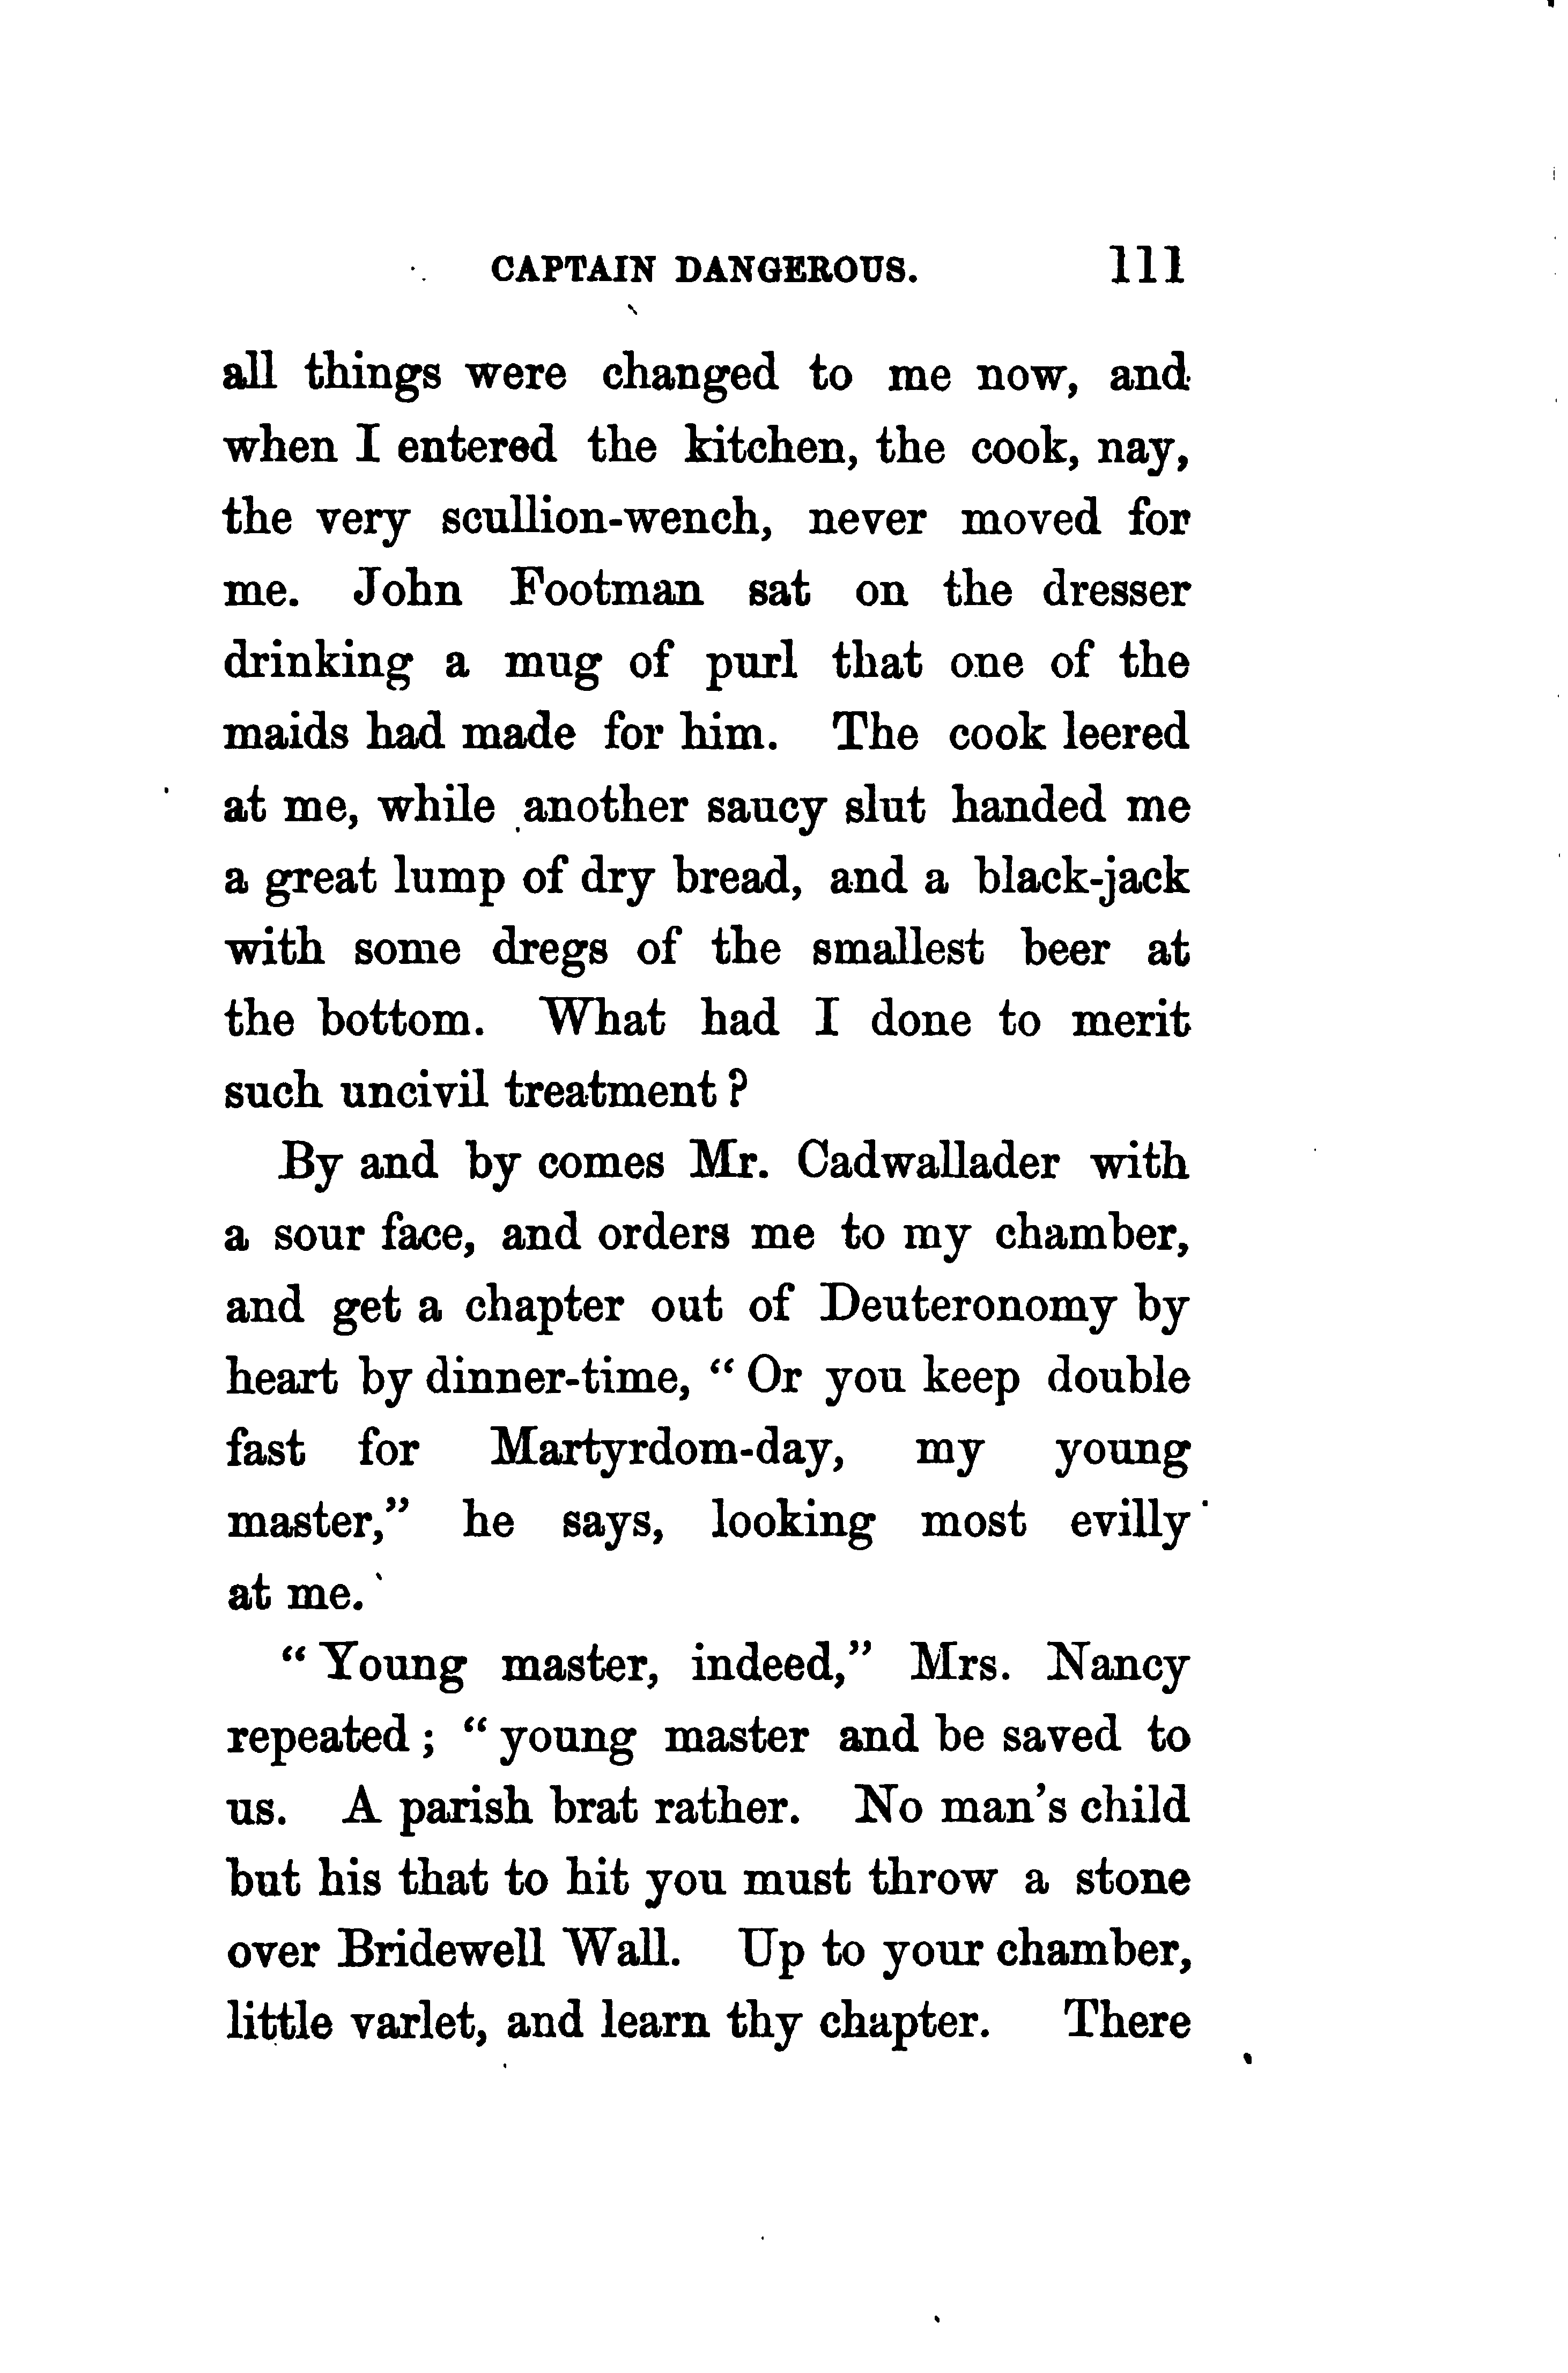 CAPTAIN DANGEROUS. 111
all things were changed to me now, and
when I entered the kitchen, the cook, nay,
the very scullion-wench, never moved for
me. John Footman sat on the dresser
drinking a mug of purl that one of the
maids had made for him. The cook leered
at me, while another saucy slut handed me
a great lump of dry bread, and a black-jack
with some dregs of the smallest beer at
the bottom. What had I done to merit
such uncivil treatment?
By and by comes Mr. Cadwallader with
a sour face, and orders me to my chamber,
and get a chapter out of Deuteronomy by
heart by dinner-time, “Or you keep double
fast for Martyrdom-day, my young
master,” he says, looking most evilly
at me.
“Young master, indeed,” Mrs. Nancy
repeated; “young master and be saved to
us. A parish brat rather. No man’s child
but his that to hit you must throw a stone
over Bridewell Wall. Up to your chamber,
little varlet, and learn thy chapter. There